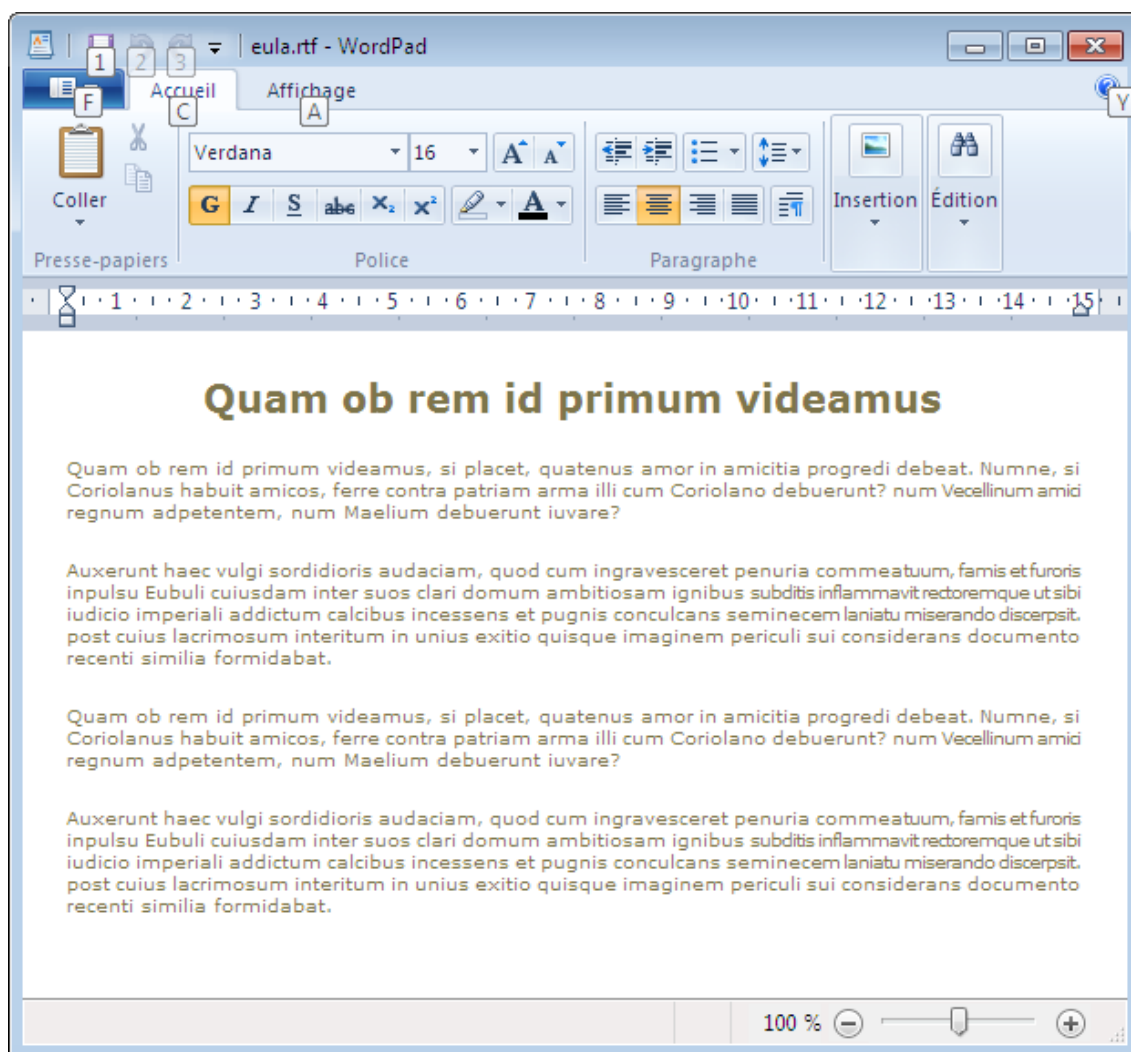 eula.rtf - WordPad
1 2 3
F Accueil Affichage
C A Y
Coller
Verdana 16 A A
G I S abc X₂ x² A
Insertion Édition
Presse-papiers Police Paragraphe
1 2 3 4 5 6 7 8 9 10 11 12 13 14 15
Quam ob rem id primum videamus
Quam ob rem id primum videamus, si placet, quatenus amor in amicitia progredi debeat. Numne, si
Coriolanus habuit amicos, ferre contra patriam arma illi cum Coriolano debuerunt? num Vecellinum amici
regnum adpetentem, num Maelium debuerunt iuvare?
Auxerunt haec vulgi sordidioris audaciam, quod cum ingravesceret penuria commeatuum, famis et furoris
inpulsu Eubuli cuiusdam inter suos clari domum ambitiosam ignibus subditis inflammavit rectoremque ut sibi
iudicio imperiali addictum calcibus incessens et pugnis conculcans seminecem laniatu miserando discerpsit.
post cuius lacrimosum interitum in unius exitio quisque imaginem periculi sui considerans documento
recenti similia formidabat.
Quam ob rem id primum videamus, si placet, quatenus amor in amicitia progredi debeat. Numne, si
Coriolanus habuit amicos, ferre contra patriam arma illi cum Coriolano debuerunt? num Vecellinum amici
regnum adpetentem, num Maelium debuerunt iuvare?
Auxerunt haec vulgi sordidioris audaciam, quod cum ingravesceret penuria commeatuum, famis et furoris
inpulsu Eubuli cuiusdam inter suos clari domum ambitiosam ignibus subditis inflammavit rectoremque ut sibi
iudicio imperiali addictum calcibus incessens et pugnis conculcans seminecem laniatu miserando discerpsit.
post cuius lacrimosum interitum in unius exitio quisque imaginem periculi sui considerans documento
recenti similia formidabat.
100 %